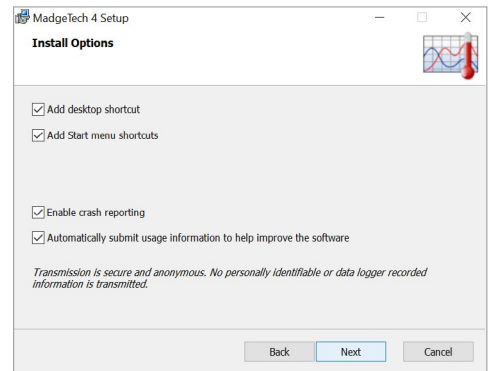 MadgeTech 4 Setup
Install Options
Add desktop shortcut
Add Start menu shortcuts
Enable crash reporting
Automatically submit usage information to help improve the software
Transmission is secure and anonymous. No personally identifiable or data logger recorded
information is transmitted.
Back Next Cancel